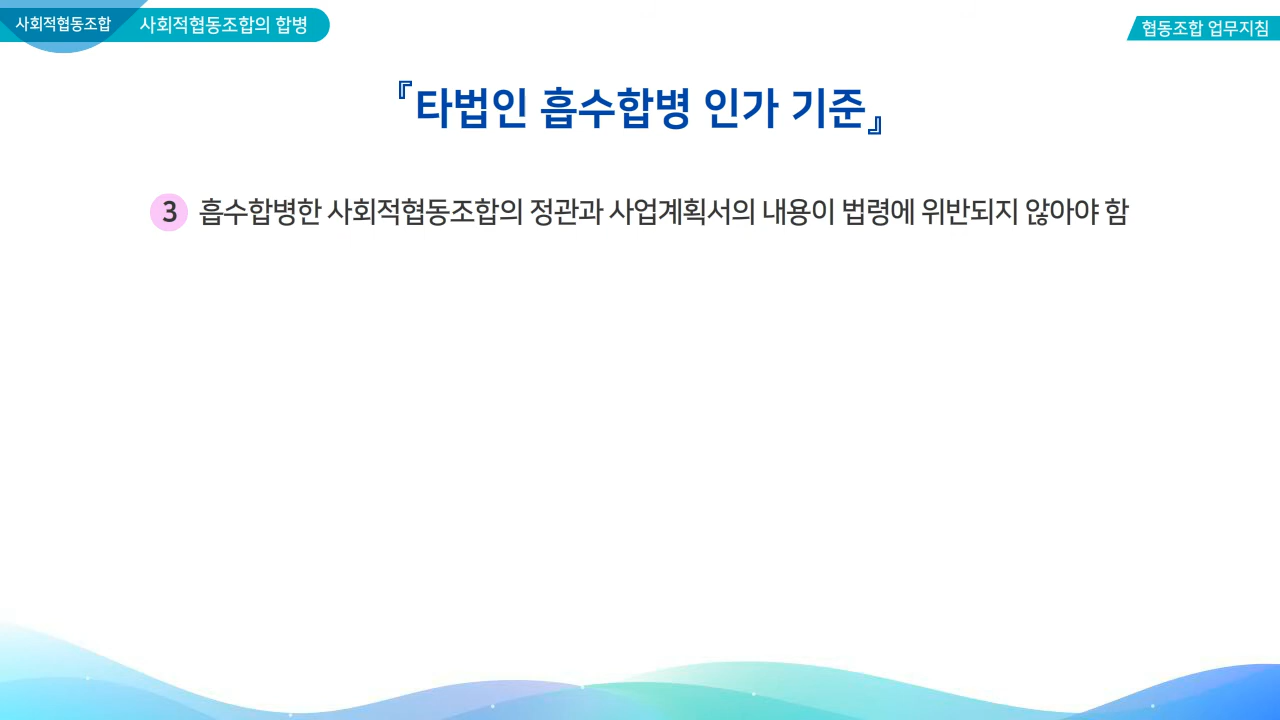 사회적협동조합
사회적협동조합의 합병
협동조합 업무지침
『타법인 흡수합병 인가 기준』
3 흡수합병한 사회적협동조합의 정관과 사업계획서의 내용이 법령에 위반되지 않아야 함